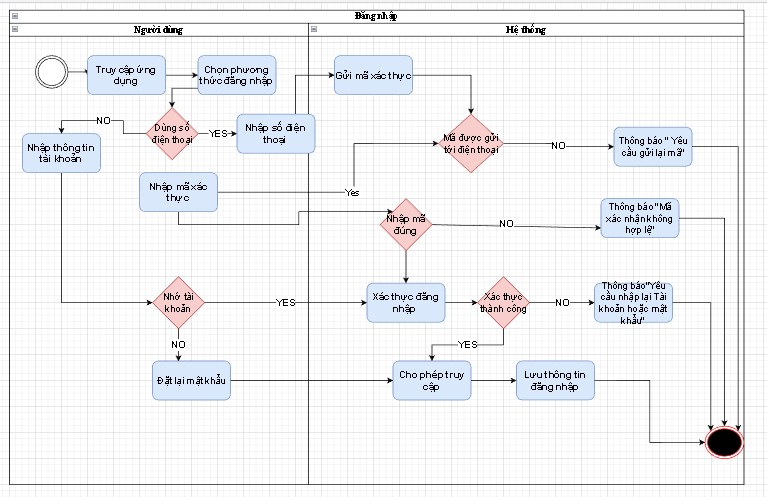 Đăng nhập
Người dùng
Hệ thống
Truy cập ứng
dụng
Chọn phương
thức đăng nhập
Gửi mã xác thực
NO
Dùng số
điện thoại
YES
Nhập số điện
thoại
Mã được gửi
tới điện thoại
NO
Thông báo " Yêu
cầu gửi lại mã"
Nhập thông tin
tài khoản
Nhập mã xác
thực
Yes
Nhập mã
đúng
NO
Thông báo "Mã
xác nhận không
hợp lệ"
Nhớ tài
khoản
YES
Xác thực đăng
nhập
Xác thực
thành công
NO
Thông báo"Yêu
cầu nhập lại Tài
khoản hoặc mật
khẩu"
NO
YES
Đặt lại mật khẩu
Cho phép truy
cập
Lưu thông tin
đăng nhập